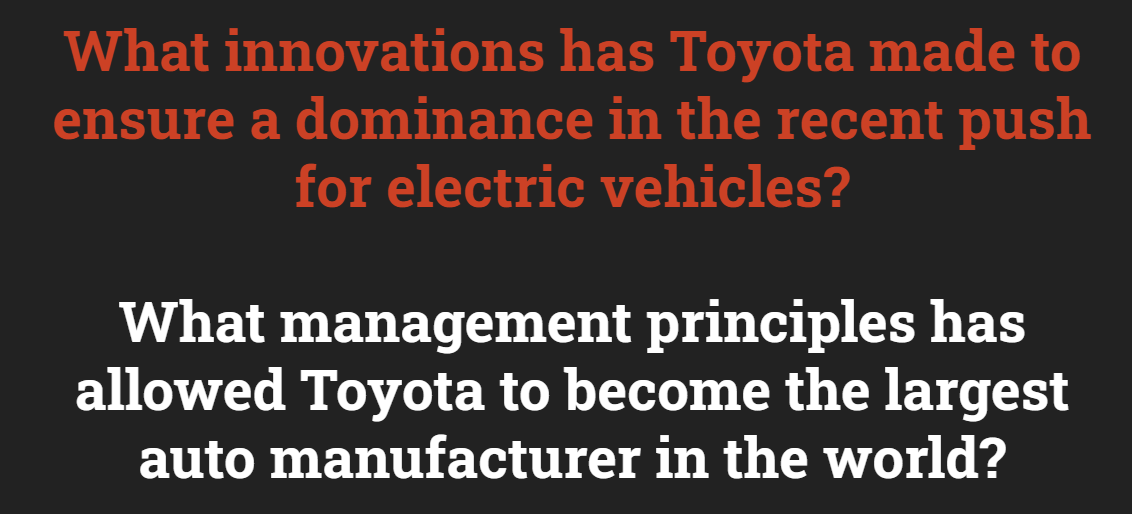 What innovations has Toyota made to
ensure a dominance in the recent push
for electric vehicles?
What management principles has
allowed Toyota to become the largest
auto manufacturer in the world?